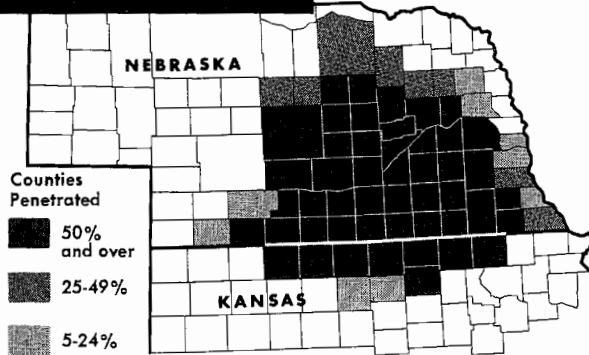 NEBRASKA
Counties
Penetrated
50%
and over
25-49%
KANSAS
5-24%